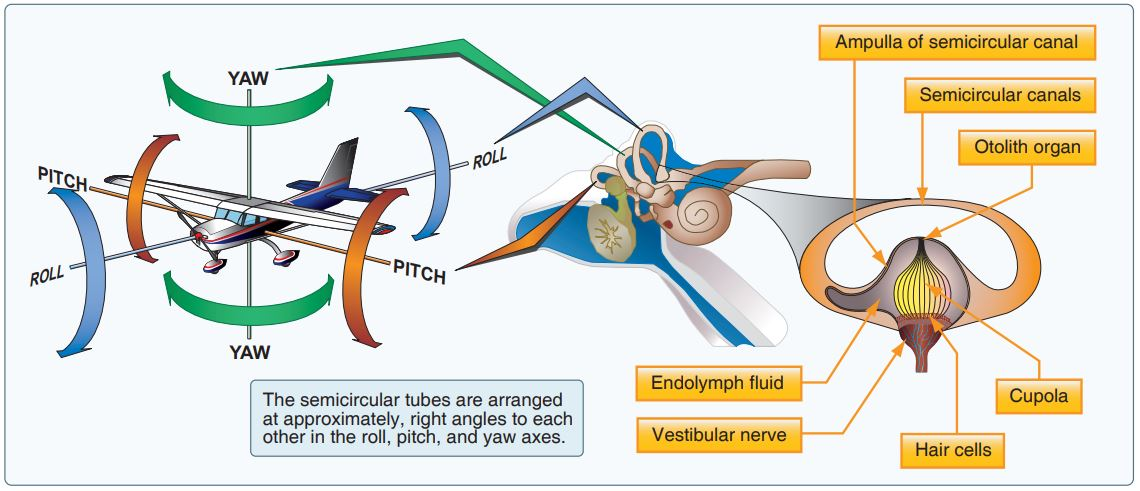 YAW
PITCH
ROLL
ROLL
PITCH
YAW
The semicircular tubes are arranged
at approximately, right angles to each
other in the roll, pitch, and yaw axes.
Ampulla of semicircular canal
Semicircular canals
Otolith organ
Endolymph fluid
Vestibular nerve
Hair cells
Cupola